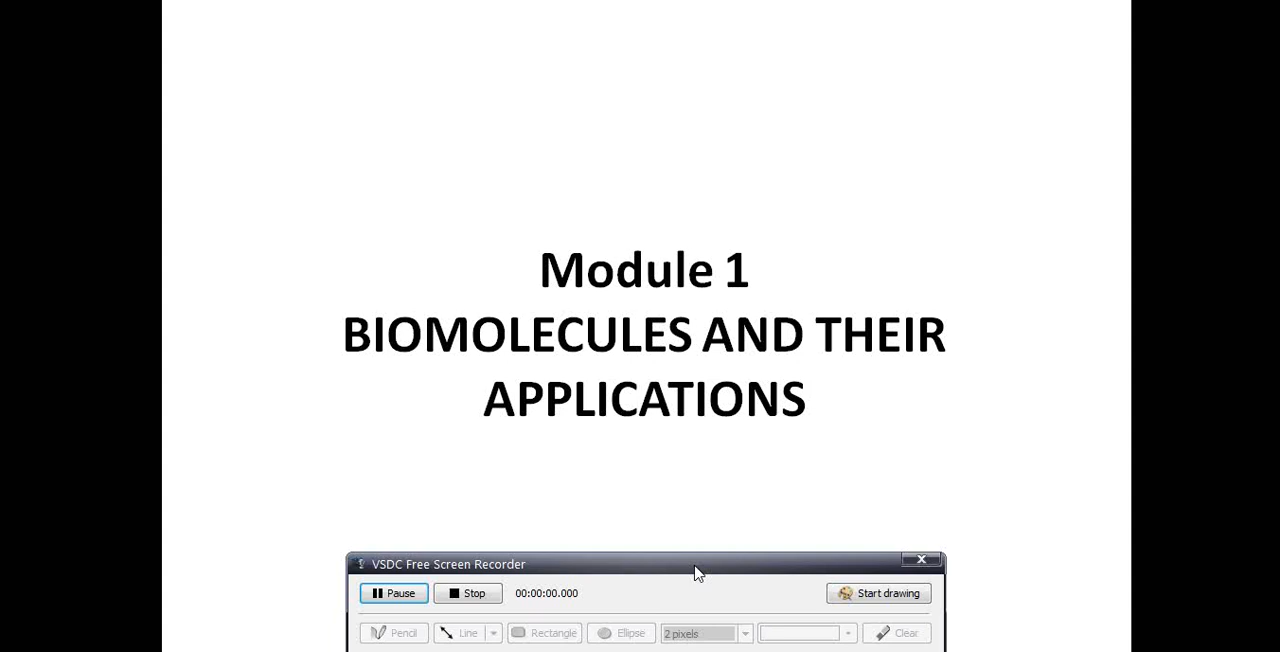 Module 1
BIOMOLECULES AND THEIR
APPLICATIONS
VSDC Free Screen Recorder
Pause Stop 00:00:00.000 Start drawing
Pencil Line Rectangle Ellipse 2 pixels Clear